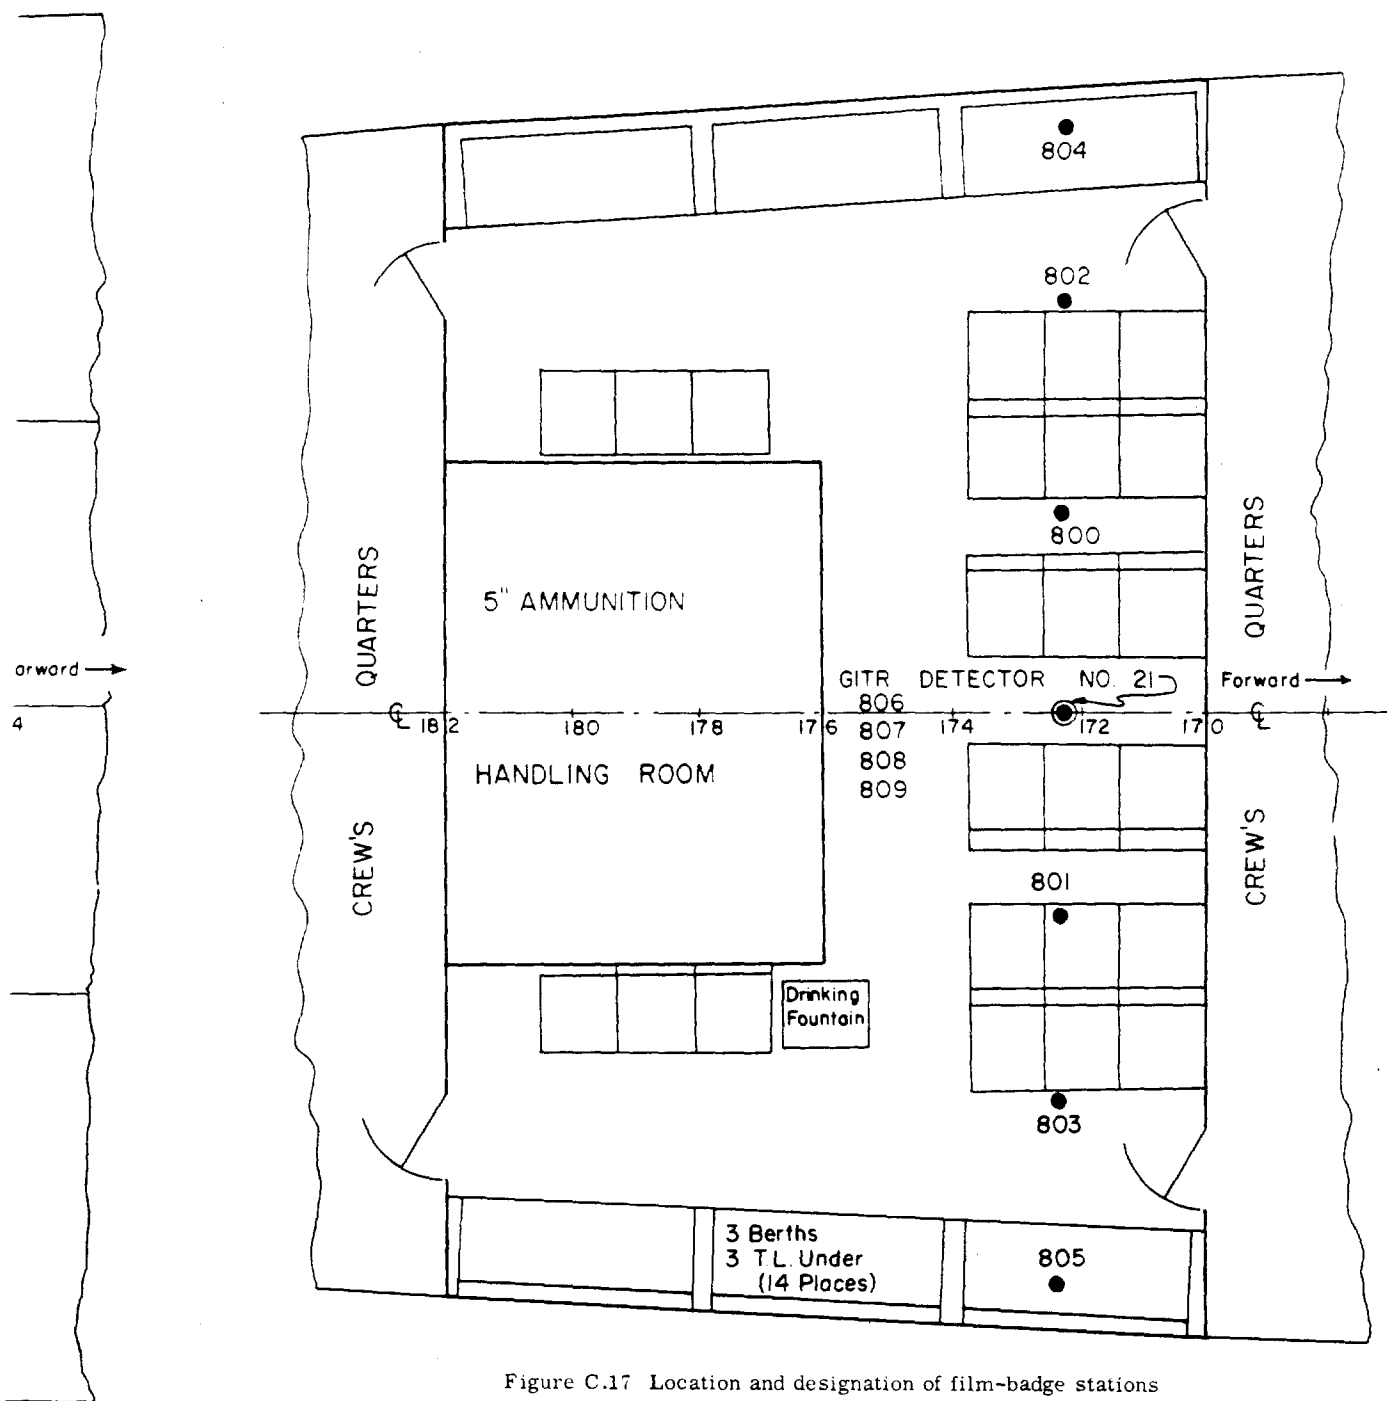 804
802
800
QUARTERS
QUARTERS
5" AMMUNITION
orward
GITR DETECTOR NO. 21
Forward
806
4
℄
182
180
178
176
174
172
170
℄
807
808
809
HANDLING ROOM
CREW'S
CREW'S
801
Drinking
Fountain
803
3 Berths
3 T.L. Under
(14 Places)
805
Figure C.17 Location and designation of film-badge stations